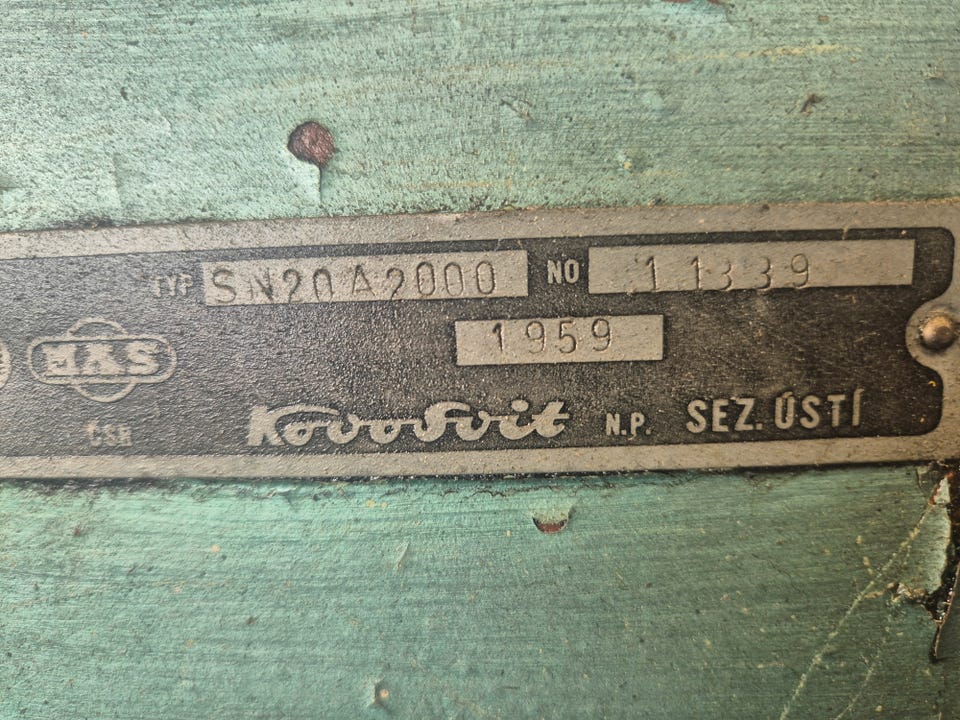 TYP SN20A2000 NO 11339
1959
MAS
ČSR Kovosvit N.P. SEZ. ÚSTÍ